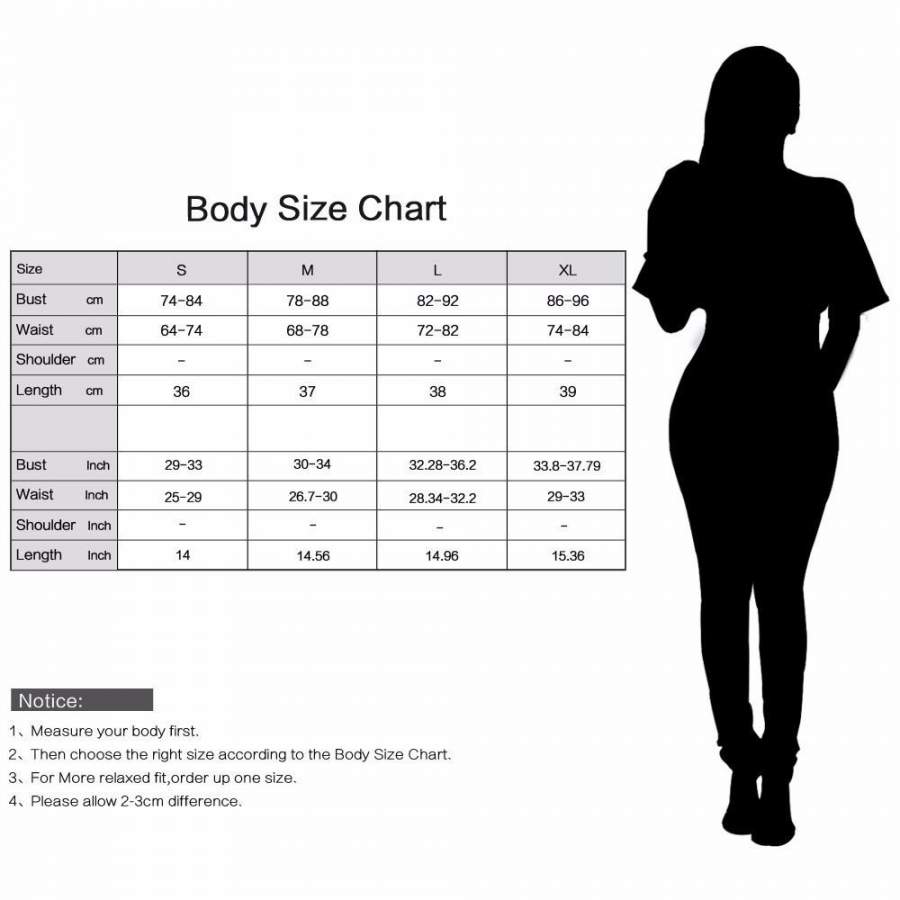 Body Size Chart
Size S M L XL
Bust cm 74-84 78-88 82-92 86-96
Waist cm 64-74 68-78 72-82 74-84
Shoulder cm - - - -
Length cm 36 37 38 39
Bust Inch 29-33 30-34 32.28-36.2 33.8-37.79
Waist Inch 25-29 26.7-30 28.34-32.2 29-33
Shoulder Inch - - - -
Length Inch 14 14.56 14.96 15.36
Notice:
1、Measure your body first.
2、Then choose the right size according to the Body Size Chart.
3、For More relaxed fit,order up one size.
4、Please allow 2-3cm difference.